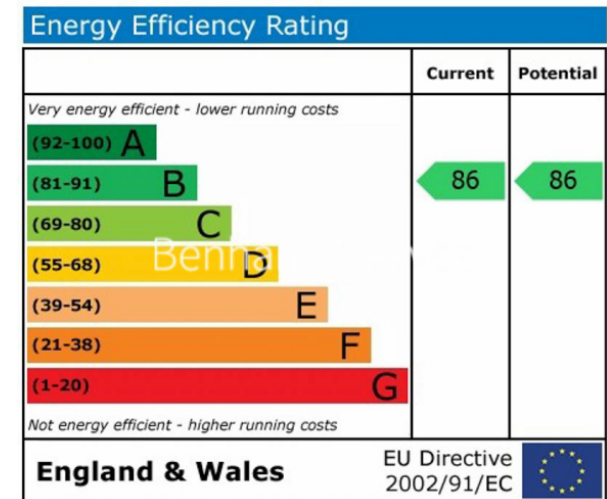 Energy Efficiency Rating
Current Potential
Very energy efficient - lower running costs
(92-100) A
(81-91) B 86 86
(69-80) C
(55-68) D
(39-54) E
(21-38) F
(1-20) G
Not energy efficient - higher running costs
England & Wales
EU Directive
2002/91/EC